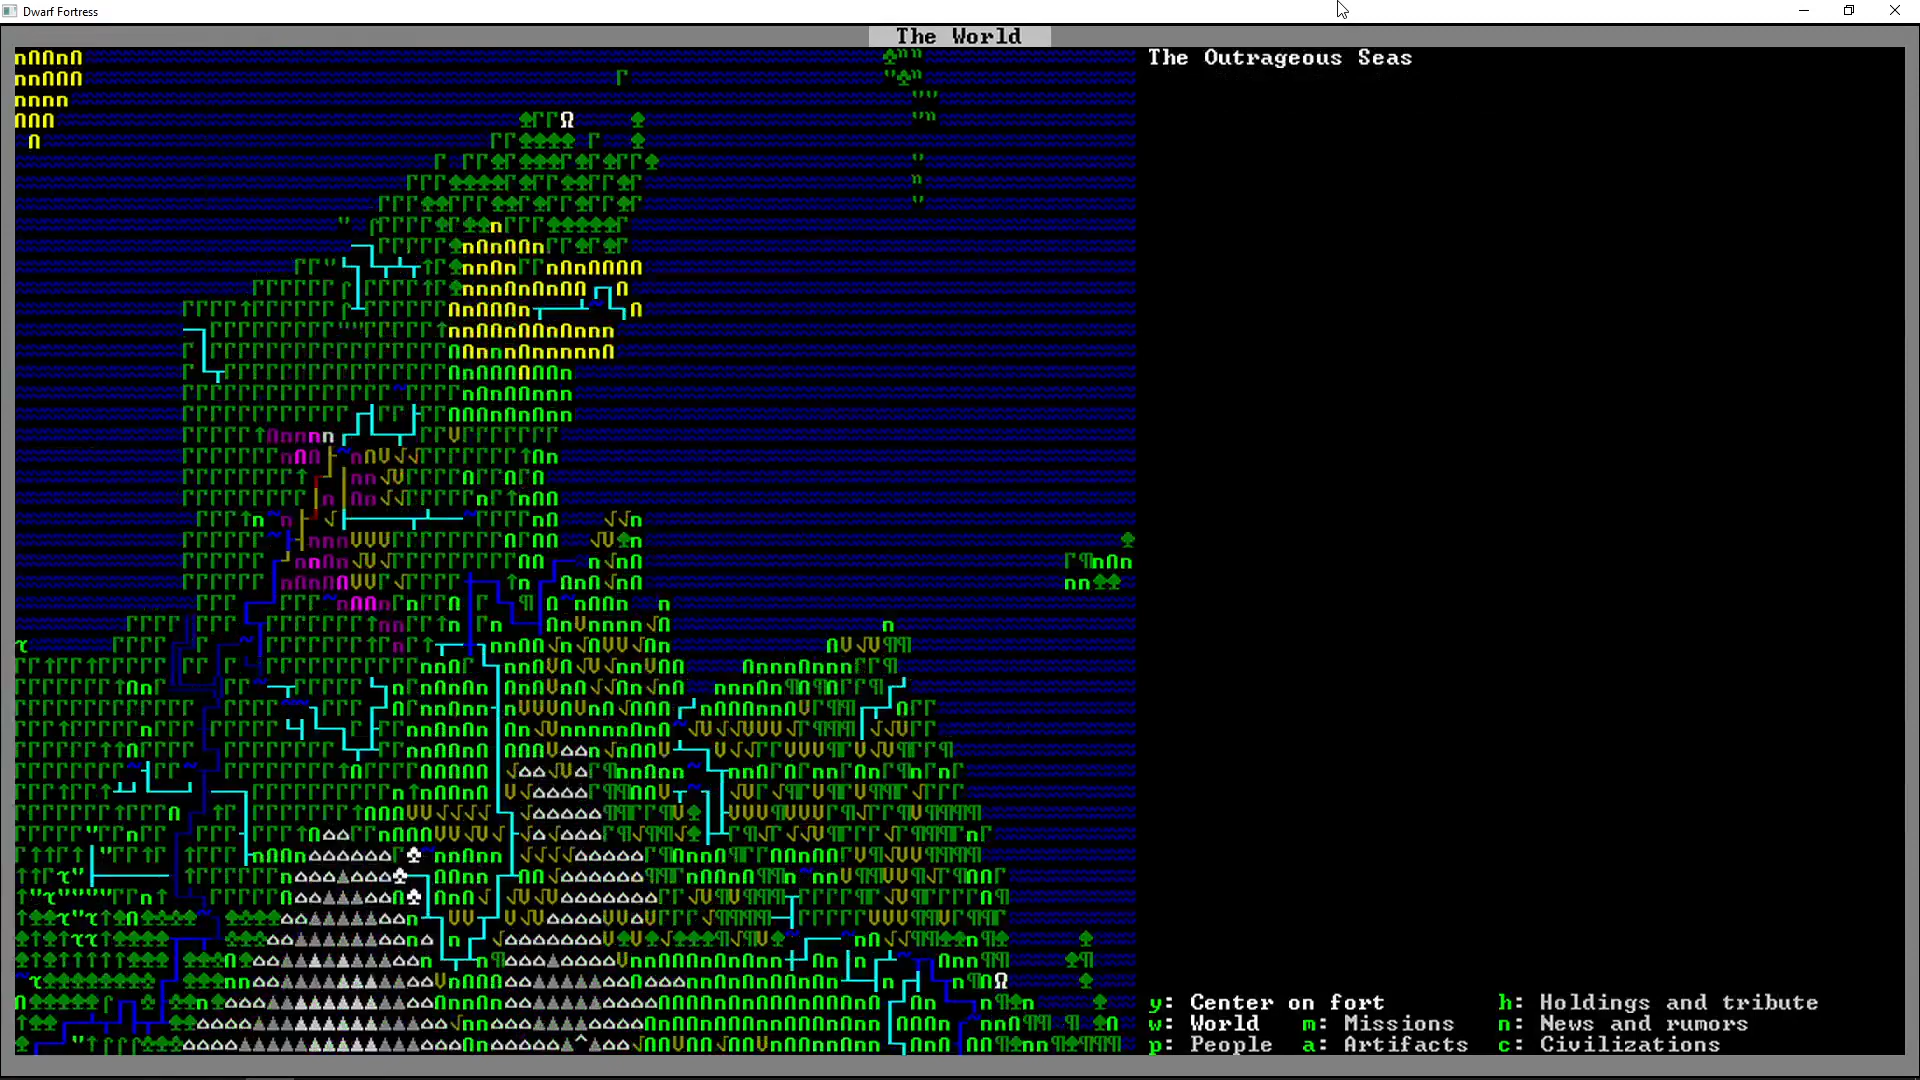 Dwarf Fortress
The World
The Outrageous Seas
y: Center on fort h: Holdings and tribute
w: World m: Missions n: News and rumors
p: People a: Artifacts c: Civilizations